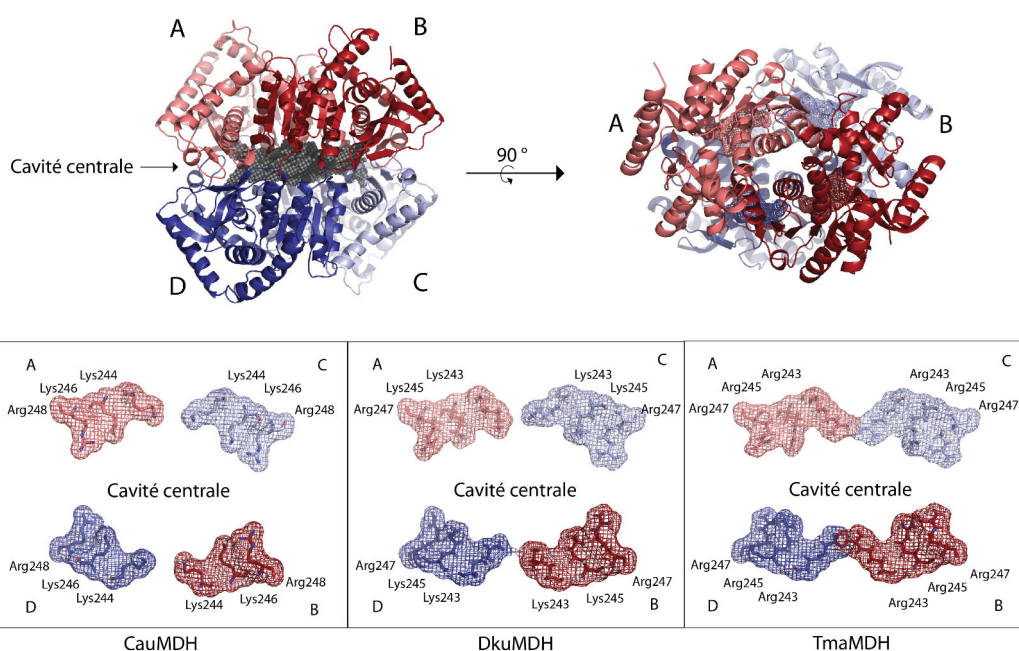 A
B
Cavité centrale
D
C
90 °
A
B
A
C
Lys244
Lys244
Lys246
Lys246
Arg248
Arg248
Cavité centrale
Arg248
Arg248
Lys246
Lys246
Lys244
Lys244
D
B
CauMDH
A
C
Lys243
Lys243
Lys245
Lys245
Arg247
Arg247
Cavité centrale
Arg247
Arg247
Lys245
Lys245
Lys243
Lys243
D
B
DkuMDH
A
C
Arg243
Arg243
Arg245
Arg245
Arg247
Arg247
Cavité centrale
Arg247
Arg247
Arg245
Arg245
Arg243
Arg243
D
B
TmaMDH